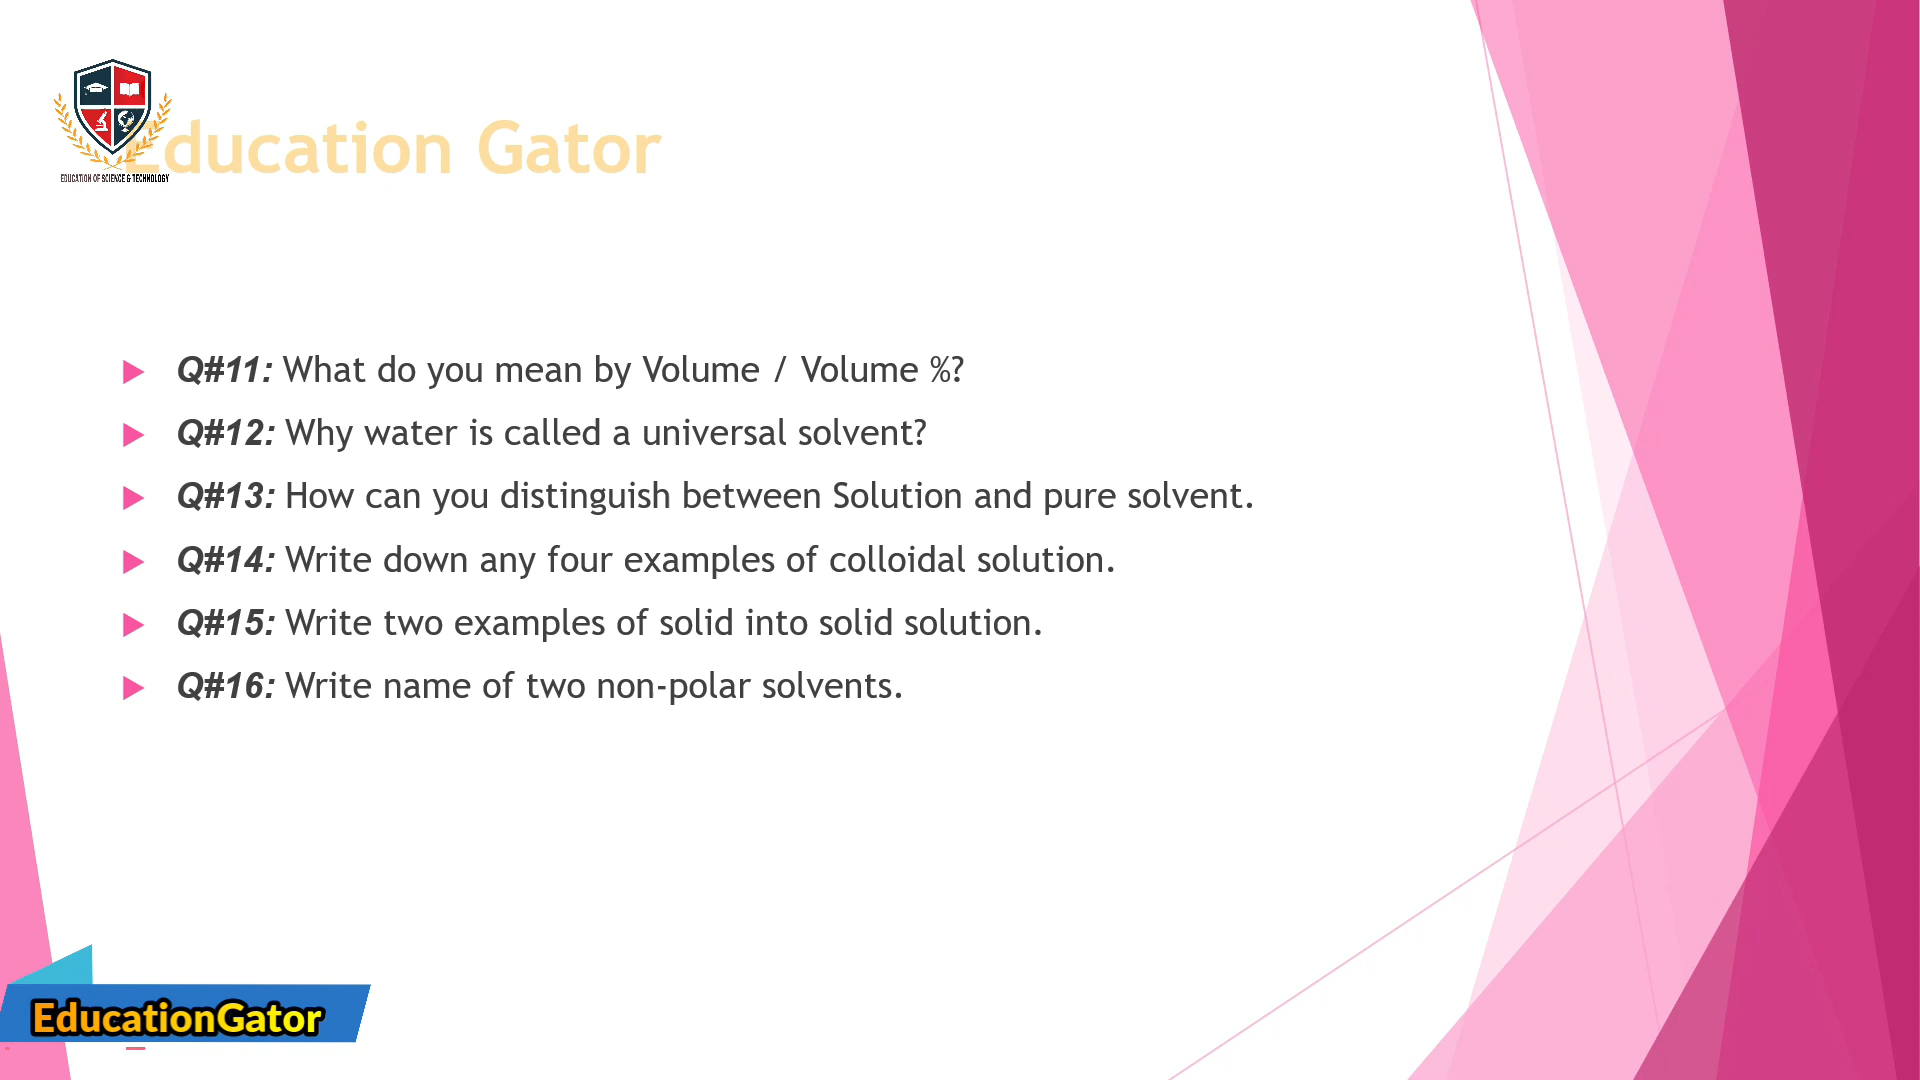 Education Gator
EDUCATION OF SCIENCE & TECHNOLOGY
Q#11: What do you mean by Volume / Volume %?
Q#12: Why water is called a universal solvent?
Q#13: How can you distinguish between Solution and pure solvent.
Q#14: Write down any four examples of colloidal solution.
Q#15: Write two examples of solid into solid solution.
Q#16: Write name of two non-polar solvents.
EducationGator